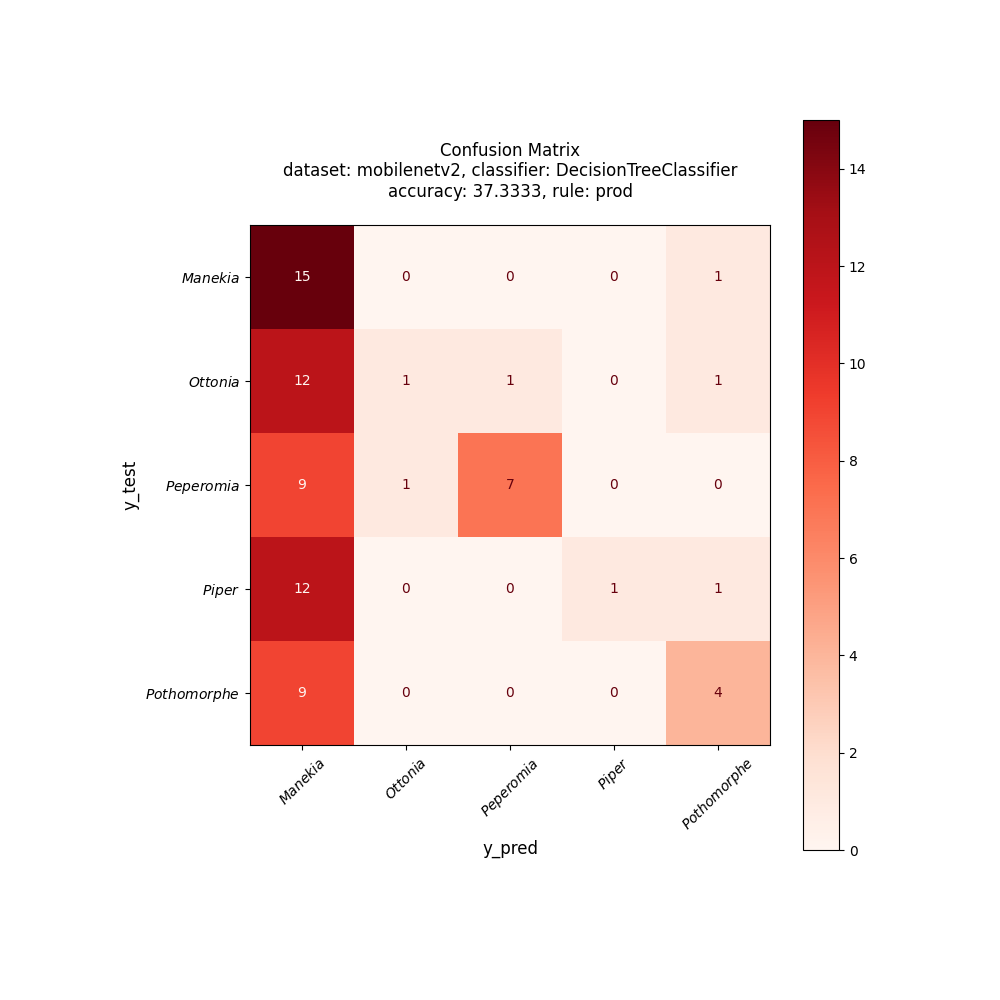 Confusion Matrix
dataset: mobilenetv2, classifier: DecisionTreeClassifier
accuracy: 37.3333, rule: prod
Manekia 15 0 0 0 1
Ottonia 12 1 1 0 1
Peperomia 9 1 7 0 0
Piper 12 0 0 1 1
Pothomorphe 9 0 0 0 4
Manekia Ottonia Peperomia Piper Pothomorphe
y_test
y_pred
14
12
10
8
6
4
2
0